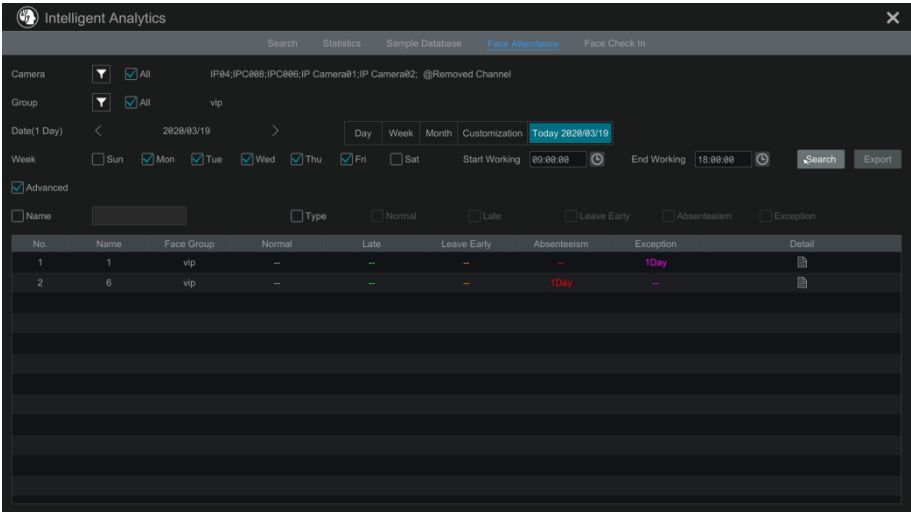 Intelligent Analytics
Search Statistics Sample Database Face Attendance Face Check In
Camera All IP04;IPC008;IPC006;IP Camera01;IP Camera02; @Removed Channel
Group All vip
Date(1 Day) < 2020/03/19 > Day Week Month Customization Today 2020/03/19
Week Sun Mon Tue Wed Thu Fri Sat Start Working 09:00:00 End Working 18:00:00 Search Export
Advanced
Name Type Normal Late Leave Early Absenteeism Exception
No. Name Face Group Normal Late Leave Early Absenteeism Exception Detail
1 1 vip -- -- -- -- 1Day
2 6 vip -- -- -- 1Day --